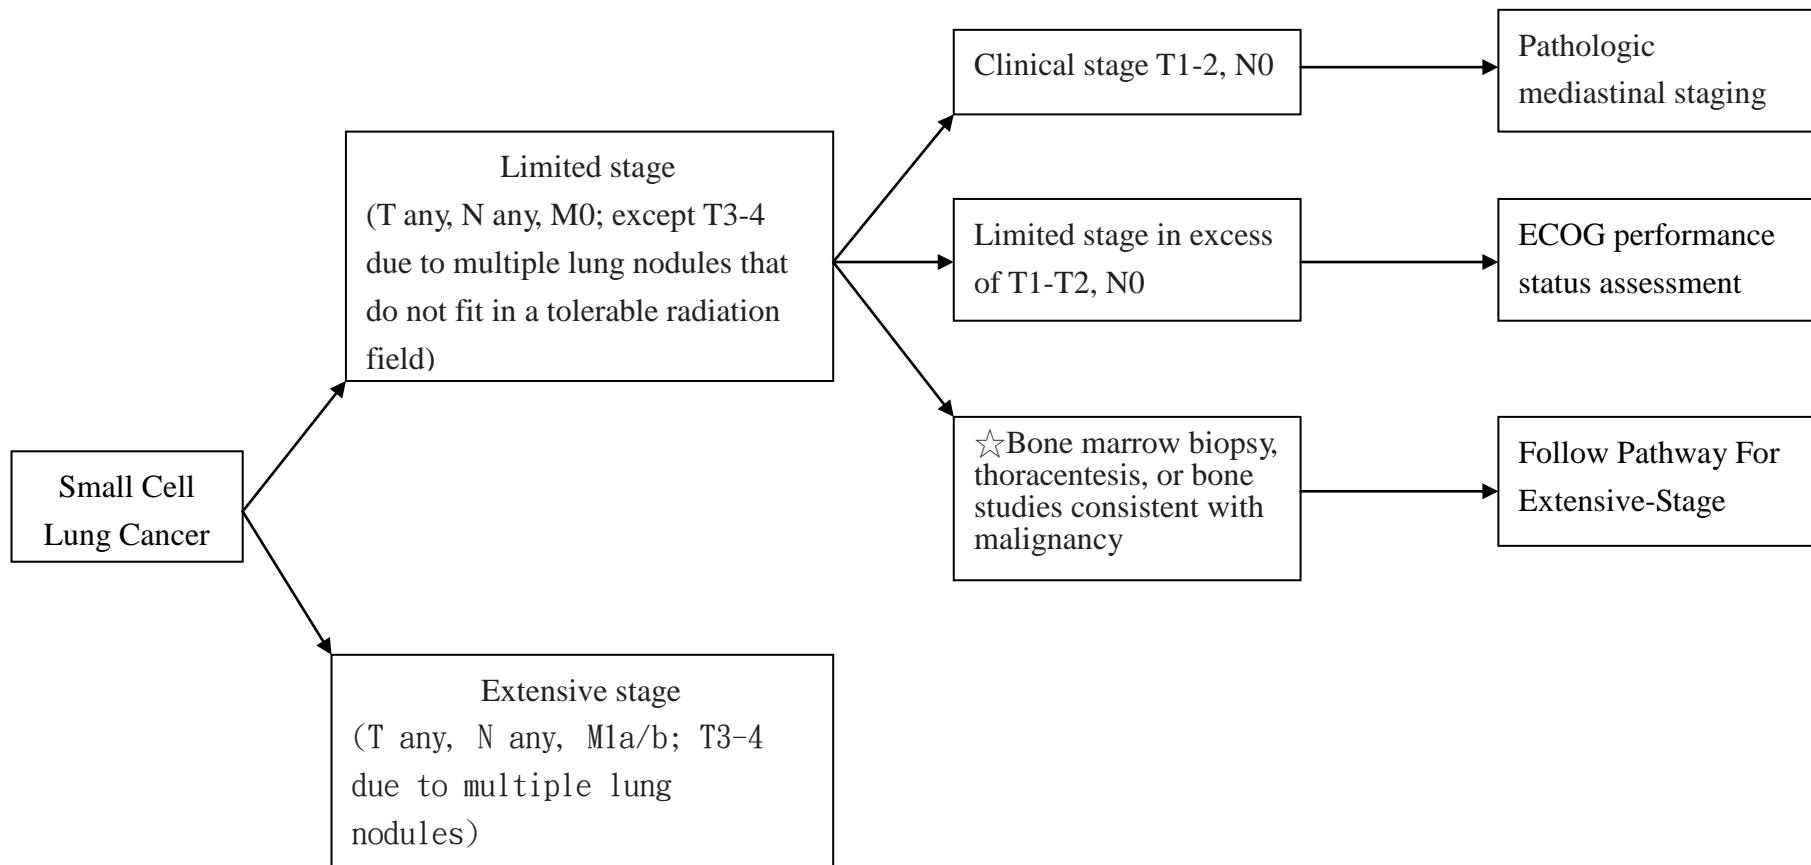 Small Cell
Lung Cancer
Limited stage
(T any, N any, M0; except T3-4
due to multiple lung nodules that
do not fit in a tolerable radiation
field)
Extensive stage
(T any, N any, M1a/b; T3-4
due to multiple lung
nodules)
Clinical stage T1-2, N0
Pathologic
mediastinal staging
Limited stage in excess
of T1-T2, N0
ECOG performance
status assessment
☆Bone marrow biopsy,
thoracentesis, or bone
studies consistent with
malignancy
Follow Pathway For
Extensive-Stage